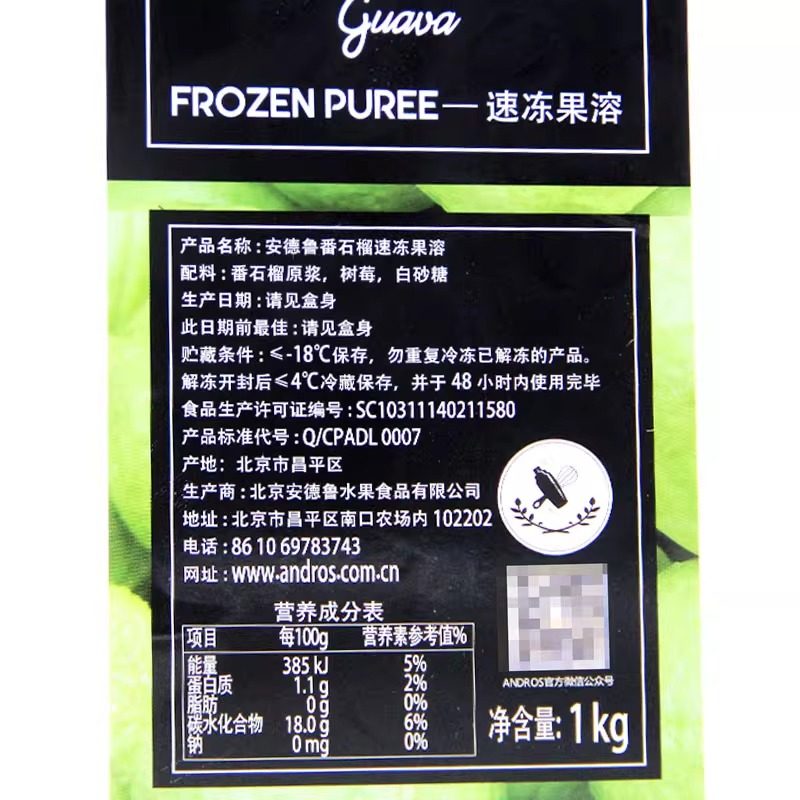 Guava
FROZEN PUREE — 速冻果溶
产品名称：安德鲁番石榴速冻果溶
配料：番石榴原浆，树莓，白砂糖
生产日期：请见盒身
此日期前最佳：请见盒身
贮藏条件：≤-18℃保存，勿重复冷冻已解冻的产品。
解冻开封后≤4℃冷藏保存，并于 48 小时内使用完毕
食品生产许可证编号：SC10311140211580
产品标准代号：Q/CPADL 0007
产地：北京市昌平区
生产商：北京安德鲁水果食品有限公司
地址：北京市昌平区南口农场内 102202
电话：86 10 69783743
网址：www.andros.com.cn
营养成分表
项目 每100g 营养素参考值%
能量 385 kJ 5%
蛋白质 1.1 g 2%
脂肪 0 g 0%
碳水化合物 18.0 g 6%
钠 0 mg 0%
ANDROS官方微信公众号
净含量：1 kg